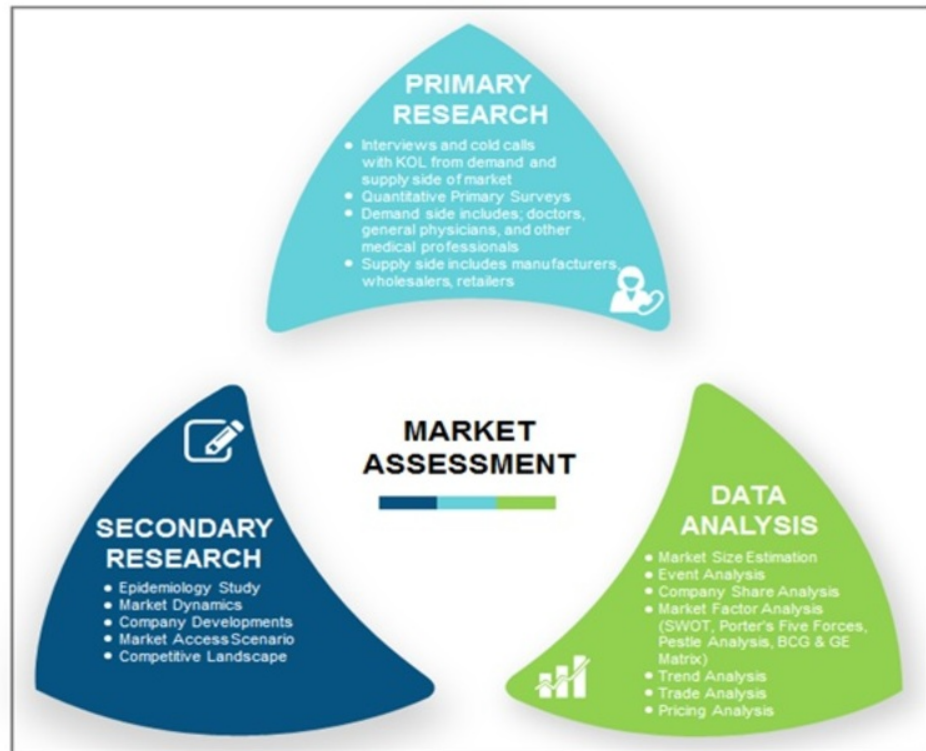 PRIMARY
RESEARCH
• Interviews and cold calls
with KOL from demand and
supply side of market
• Quantitative Primary Surveys
• Demand side includes; doctors,
general physicians, and other
medical professionals
• Supply side includes manufacturers,
wholesalers, retailers
MARKET
ASSESSMENT
SECONDARY
RESEARCH
• Epidemiology Study
• Market Dynamics
• Company Developments
• Market Access Scenario
• Competitive Landscape
DATA
ANALYSIS
• Market Size Estimation
• Event Analysis
• Company Share Analysis
• Market Factor Analysis
(SWOT, Porter's Five Forces,
Pestle Analysis, BCG & GE
Matrix)
• Trend Analysis
• Trade Analysis
• Pricing Analysis